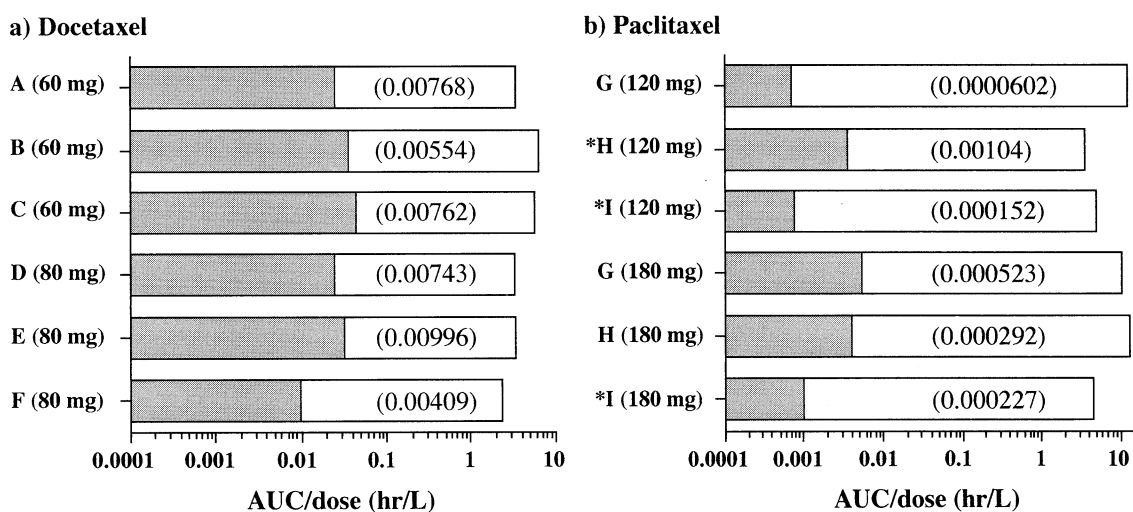 a) Docetaxel
A (60 mg) (0.00768)
B (60 mg) (0.00554)
C (60 mg) (0.00762)
D (80 mg) (0.00743)
E (80 mg) (0.00996)
F (80 mg) (0.00409)
0.0001 0.001 0.01 0.1 1 10
AUC/dose (hr/L)
b) Paclitaxel
G (120 mg) (0.0000602)
*H (120 mg) (0.00104)
*I (120 mg) (0.000152)
G (180 mg) (0.000523)
H (180 mg) (0.000292)
*I (180 mg) (0.000227)
0.0001 0.001 0.01 0.1 1 10
AUC/dose (hr/L)